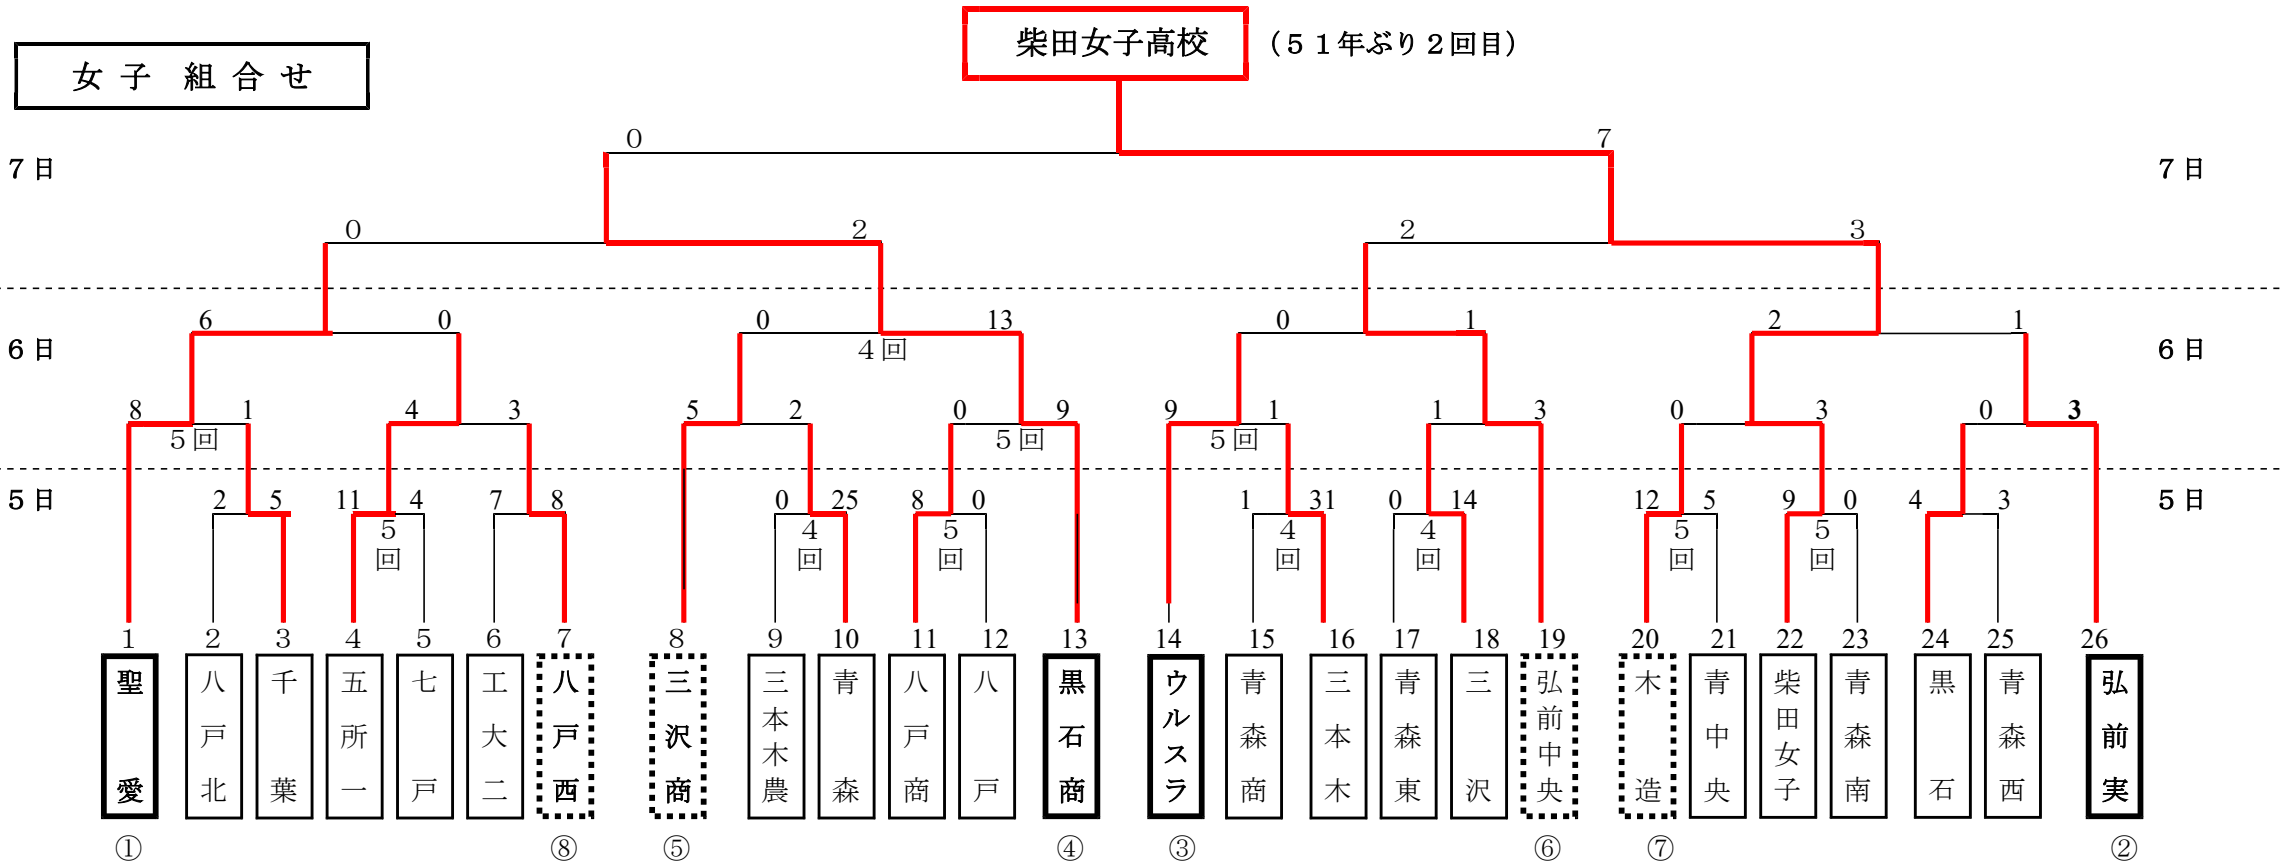 柴田女子高校 （５１年ぶり２回目）
女子 組合せ
0 7
７日 ７日
0 2 2 3
6 0 0 13 0 1 2 1
６日 ４回 ６日
8 1 4 3 5 2 0 9 9 1 1 3 0 3 0 3
５回 ５回 ５回
５日 2 5 11 4 7 8 0 25 8 0 1 31 0 14 12 5 9 0 4 3 ５日
５回 ４回 ５回 ４回 ４回 ５回 ５回
1 2 3 4 5 6 7 8 9 10 11 12 13 14 15 16 17 18 19 20 21 22 23 24 25 26
聖愛
八戸北
千葉
五所一
七戸
工大二
八戸西
三沢商
三本木農
青森
八戸商
八戸
黒石商
ウルスラ
青森商
三本木
青森東
三沢
弘前中央
木造
青中央
柴田女子
青森南
黒石
青森西
弘前実
① ⑧ ⑤ ④ ③ ⑥ ⑦ ②